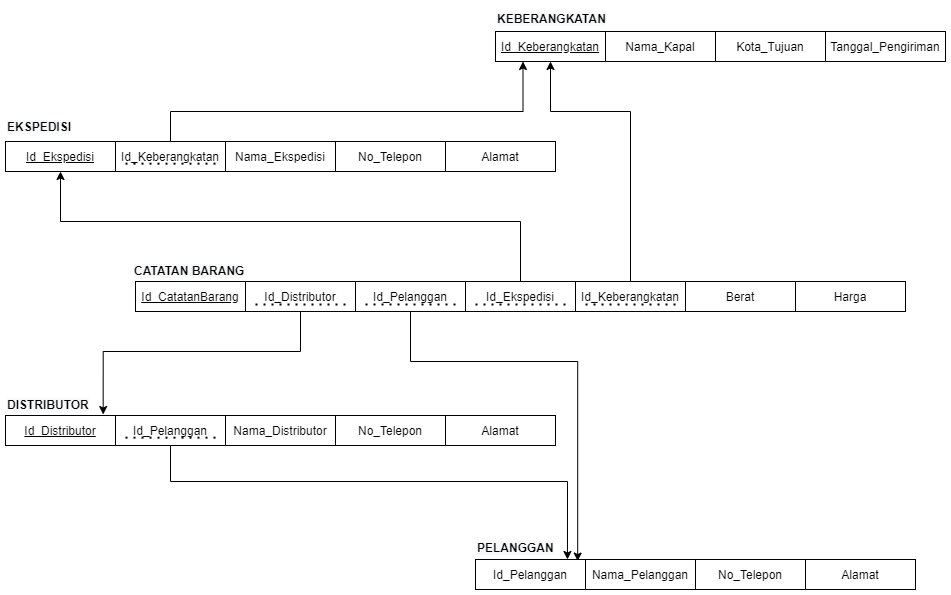 KEBERANGKATAN
Id_Keberangkatan Nama_Kapal Kota_Tujuan Tanggal_Pengiriman
EKSPEDISI
Id_Ekspedisi Id_Keberangkatan Nama_Ekspedisi No_Telepon Alamat
CATATAN BARANG
Id_CatatanBarang Id_Distributor Id_Pelanggan Id_Ekspedisi Id_Keberangkatan Berat Harga
DISTRIBUTOR
Id_Distributor Id_Pelanggan Nama_Distributor No_Telepon Alamat
PELANGGAN
Id_Pelanggan Nama_Pelanggan No_Telepon Alamat